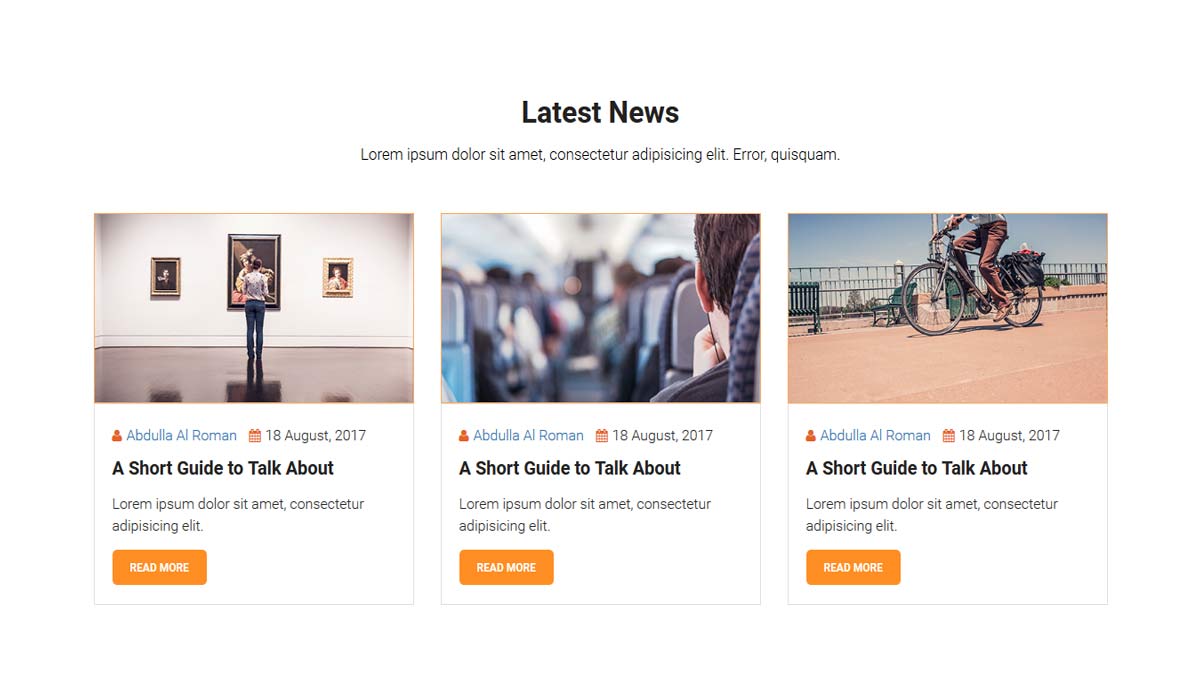 Latest News
Lorem ipsum dolor sit amet, consectetur adipisicing elit. Error, quisquam.
Abdulla Al Roman 18 August, 2017
A Short Guide to Talk About
Lorem ipsum dolor sit amet, consectetur
adipisicing elit.
READ MORE
Abdulla Al Roman 18 August, 2017
A Short Guide to Talk About
Lorem ipsum dolor sit amet, consectetur
adipisicing elit.
READ MORE
Abdulla Al Roman 18 August, 2017
A Short Guide to Talk About
Lorem ipsum dolor sit amet, consectetur
adipisicing elit.
READ MORE